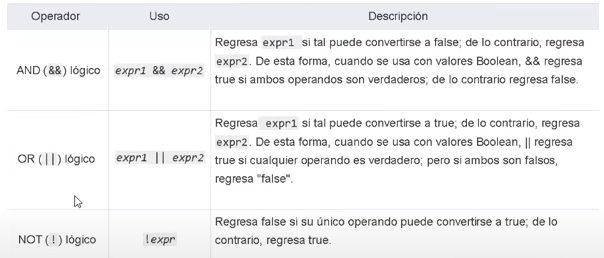 Operador Uso Descripción
Regresa expr1 si tal puede convertirse a false; de lo contrario, regresa
AND (&&) lógico expr1 && expr2 expr2. De esta forma, cuando se usa con valores Boolean, && regresa
true si ambos operandos son verdaderos; de lo contrario regresa false.
Regresa expr1 si tal puede convertirse a true; de lo contrario, regresa
expr2. De esta forma, cuando se usa con valores Boolean, || regresa
OR (||) lógico expr1 || expr2 true si cualquier operando es verdadero; pero si ambos son falsos,
regresa "false".
Regresa false si su único operando puede convertirse a true; de lo
NOT (!) lógico !expr contrario, regresa true.